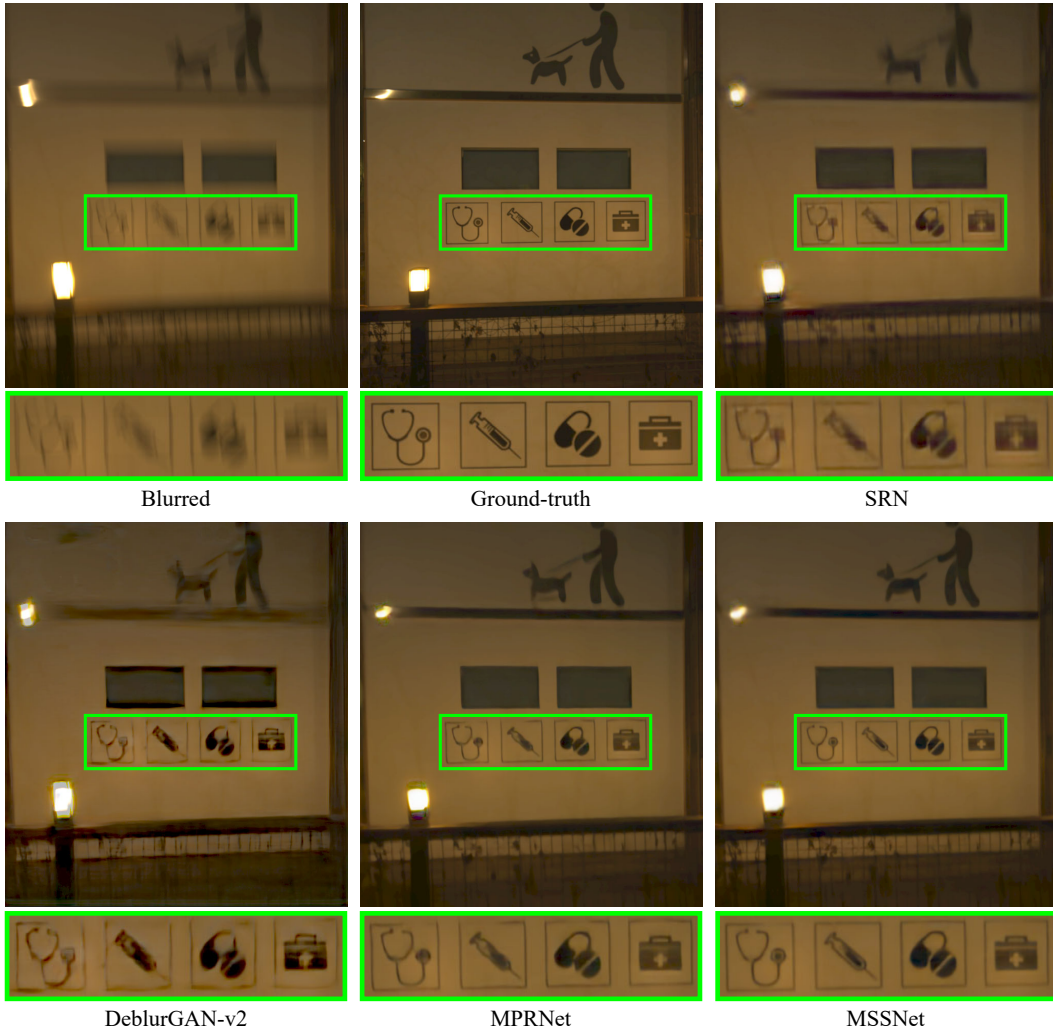 Blurred
Ground-truth
SRN
DeblurGAN-v2
MPRNet
MSSNet